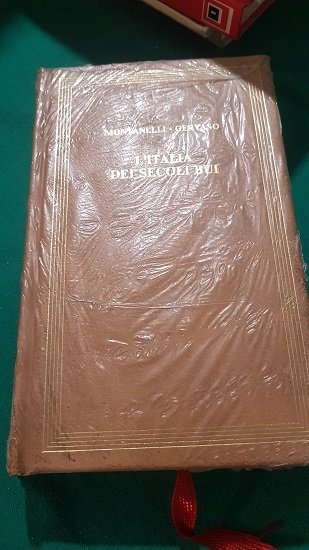 MONTANELLI - GERVASO
L'ITALIA
DEI SECOLI BUI